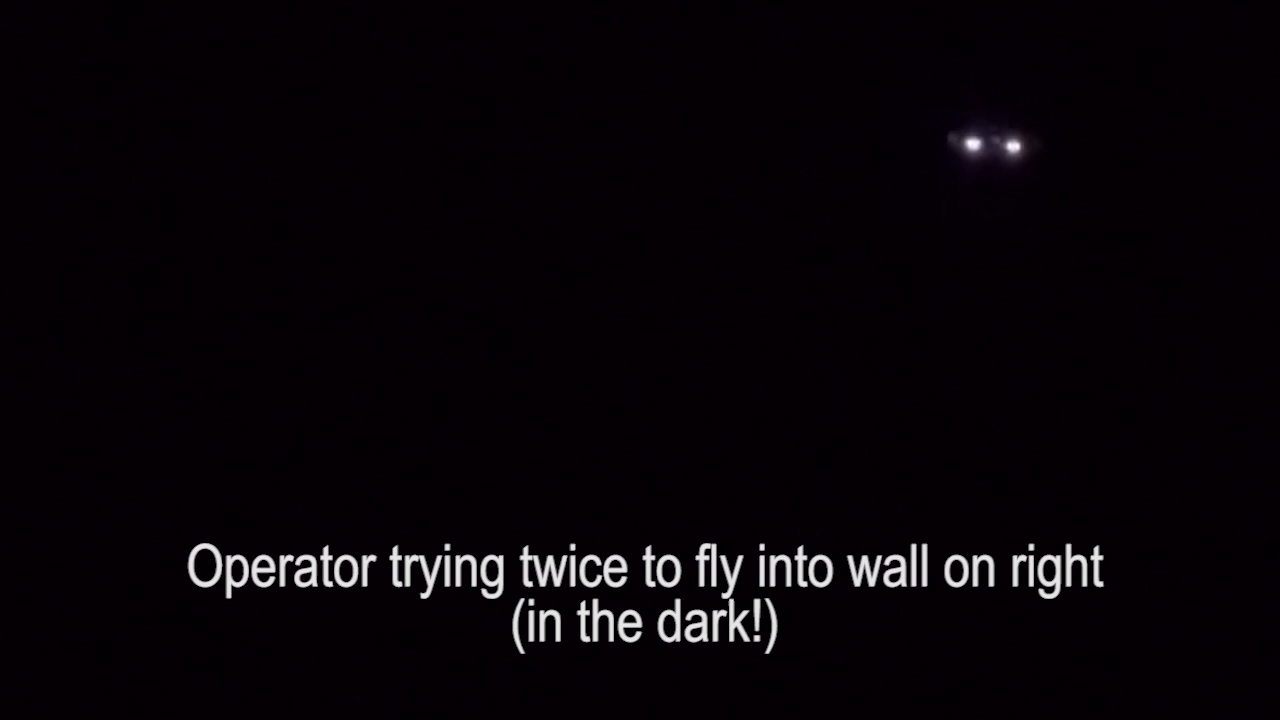 Operator trying twice to fly into wall on right
(in the dark!)